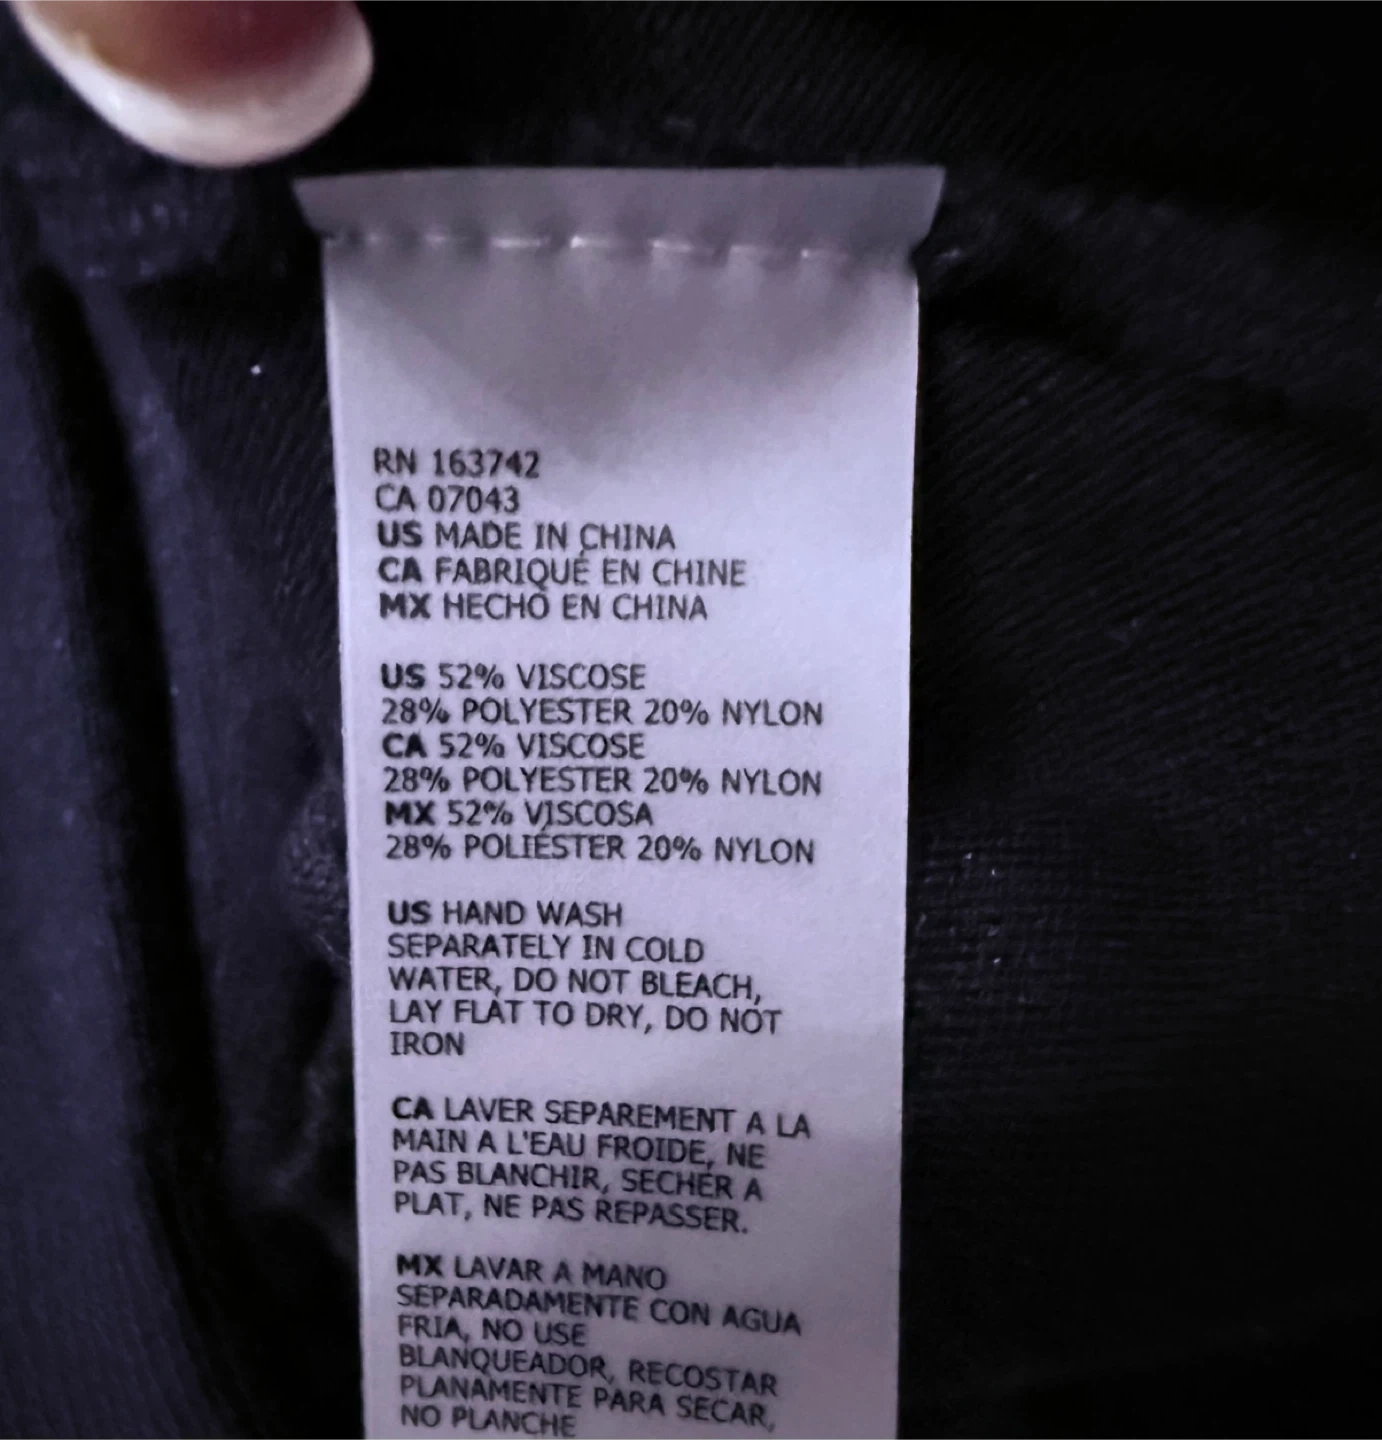 RN 163742
CA 07043
US MADE IN CHINA
CA FABRIQUÉ EN CHINE
MX HECHO EN CHINA
US 52% VISCOSE
28% POLYESTER 20% NYLON
CA 52% VISCOSE
28% POLYESTER 20% NYLON
MX 52% VISCOSA
28% POLIÉSTER 20% NYLON
US HAND WASH
SEPARATELY IN COLD
WATER, DO NOT BLEACH,
LAY FLAT TO DRY, DO NOT
IRON
CA LAVER SEPAREMENT A LA
MAIN A L'EAU FROIDE, NE
PAS BLANCHIR, SECHER A
PLAT, NE PAS REPASSER.
MX LAVAR A MANO
SEPARADAMENTE CON AGUA
FRIA, NO USE
BLANQUEADOR, RECOSTAR
PLANAMENTE PARA SECAR,
NO PLANCHE